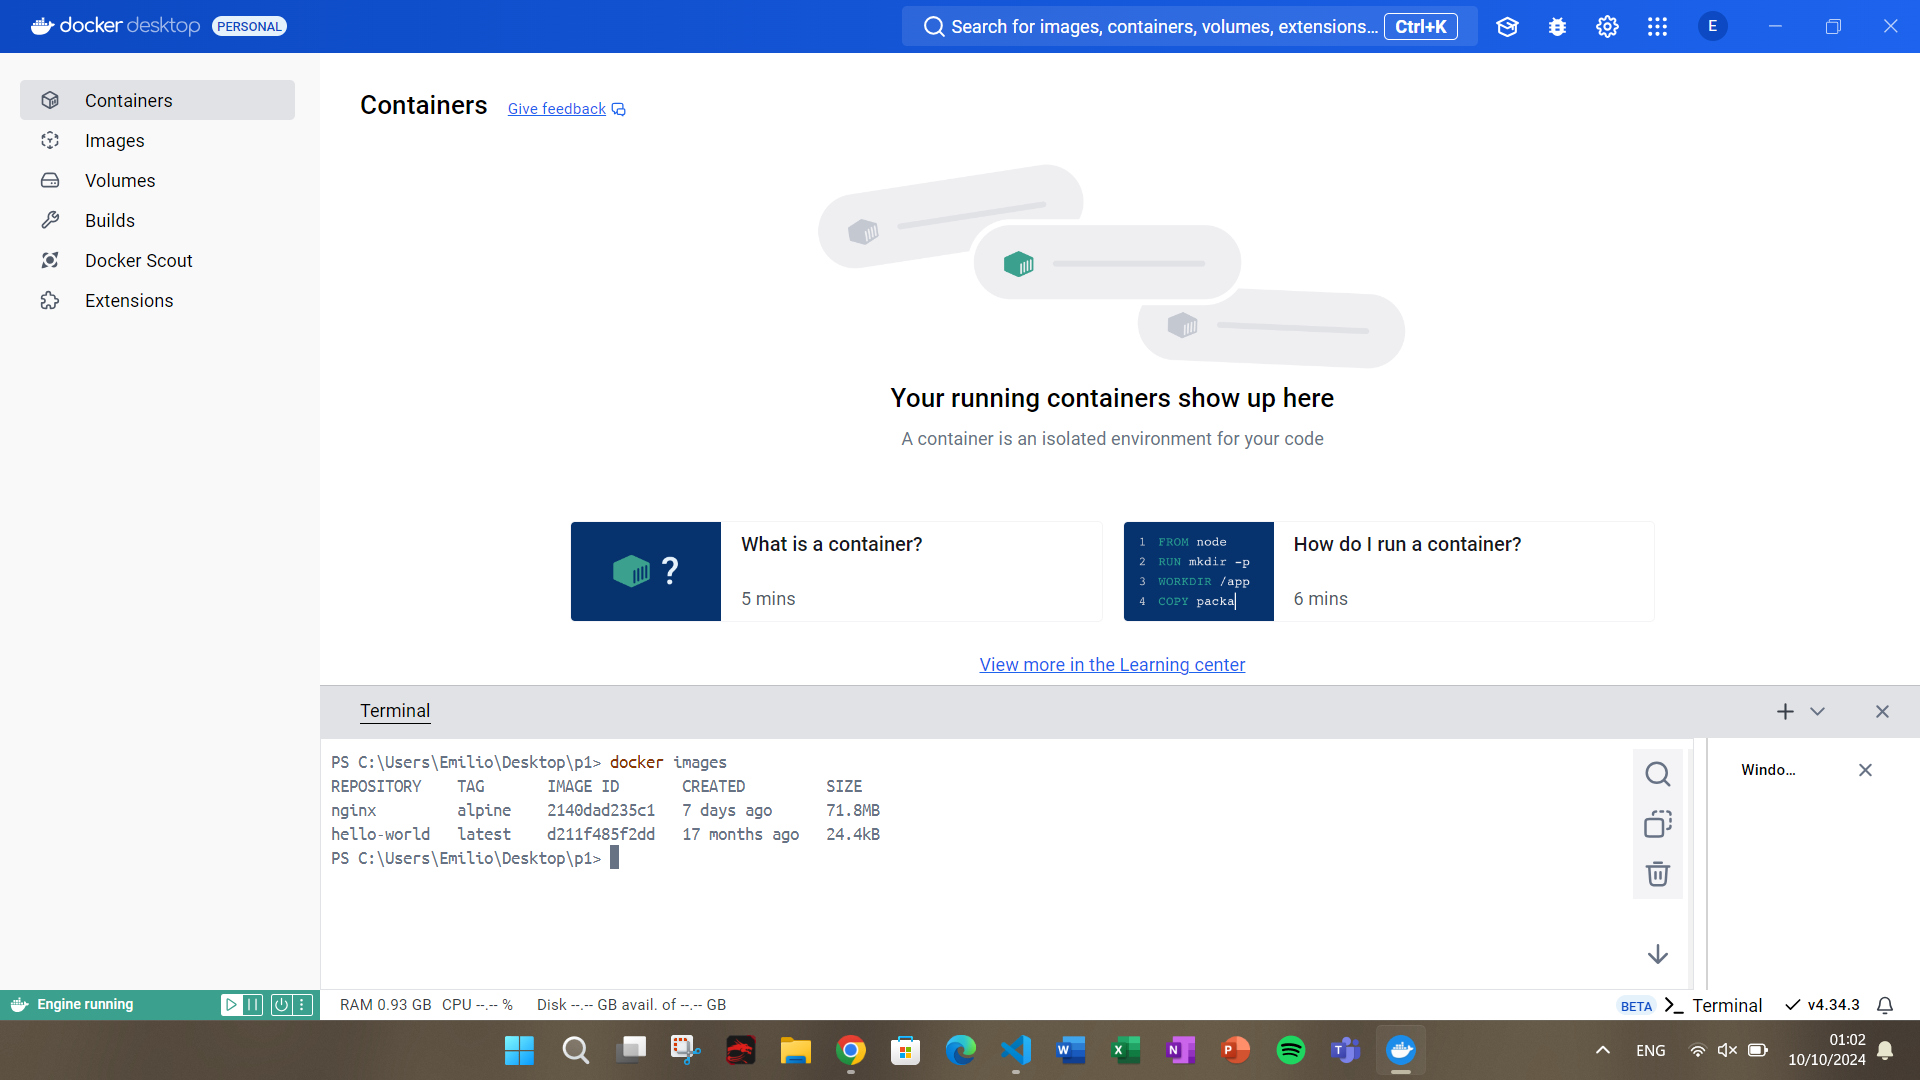 docker desktop PERSONAL
Search for images, containers, volumes, extensions... Ctrl+K
E
Containers
Images
Volumes
Builds
Docker Scout
Extensions
Containers Give feedback
Your running containers show up here
A container is an isolated environment for your code
?
What is a container?
5 mins
1 FROM node
2 RUN mkdir -p
3 WORKDIR /app
4 COPY packa
How do I run a container?
6 mins
View more in the Learning center
Terminal
PS C:\Users\Emilio\Desktop\p1> docker images
REPOSITORY TAG IMAGE ID CREATED SIZE
nginx alpine 2140dad235c1 7 days ago 71.8MB
hello-world latest d211f485f2dd 17 months ago 24.4kB
PS C:\Users\Emilio\Desktop\p1>
Windo...
Engine running
RAM 0.93 GB CPU --.-- % Disk --.-- GB avail. of --.-- GB
BETA Terminal v4.34.3
W X N P T
ENG
01:02
10/10/2024